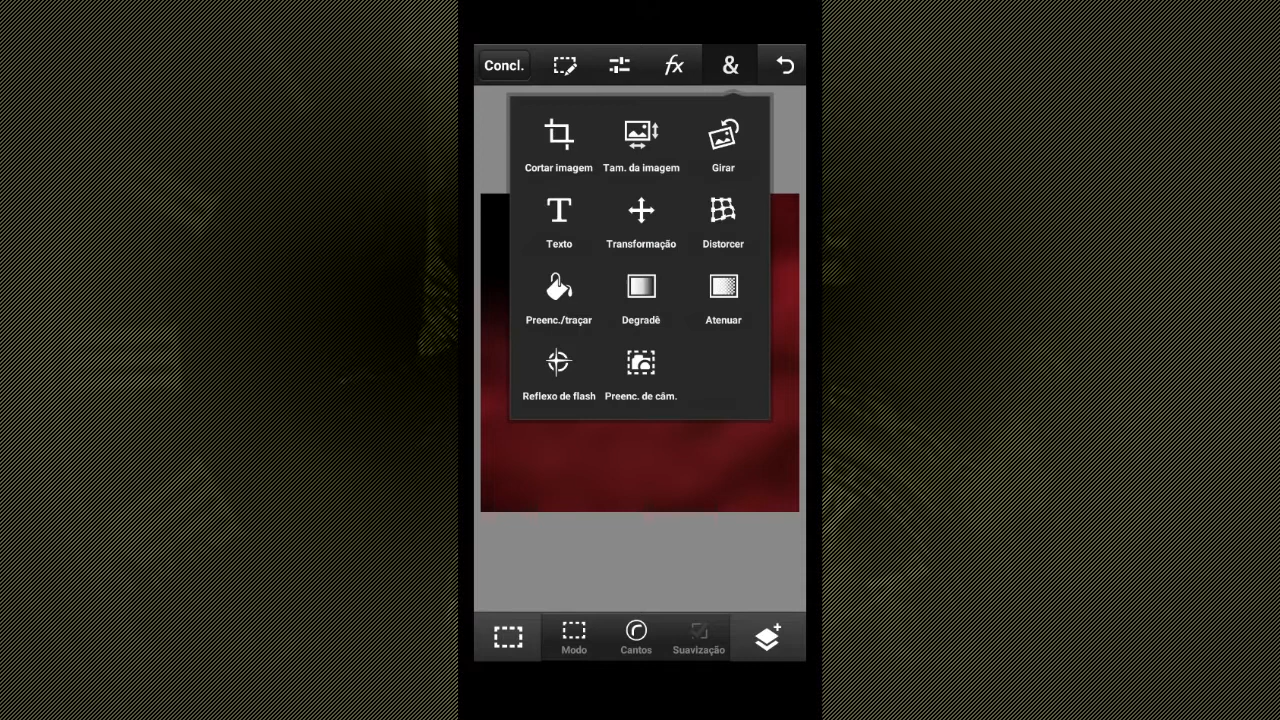 Concl. fx &
Cortar imagem Tam. da imagem Girar
T
Texto Transformação Distorcer
Preenc./traçar Degradê Atenuar
Reflexo de flash Preenc. de câm.
Modo Cantos Suavização